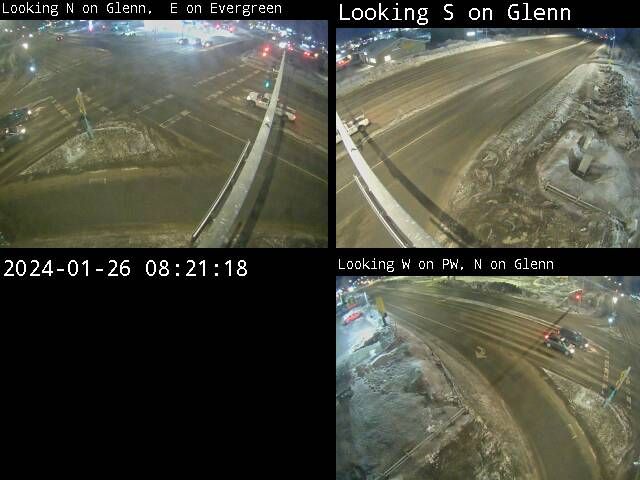 Looking N on Glenn,  E on Evergreen
Looking S on Glenn
2024-01-26 08:21:18
Looking W on PW, N on Glenn